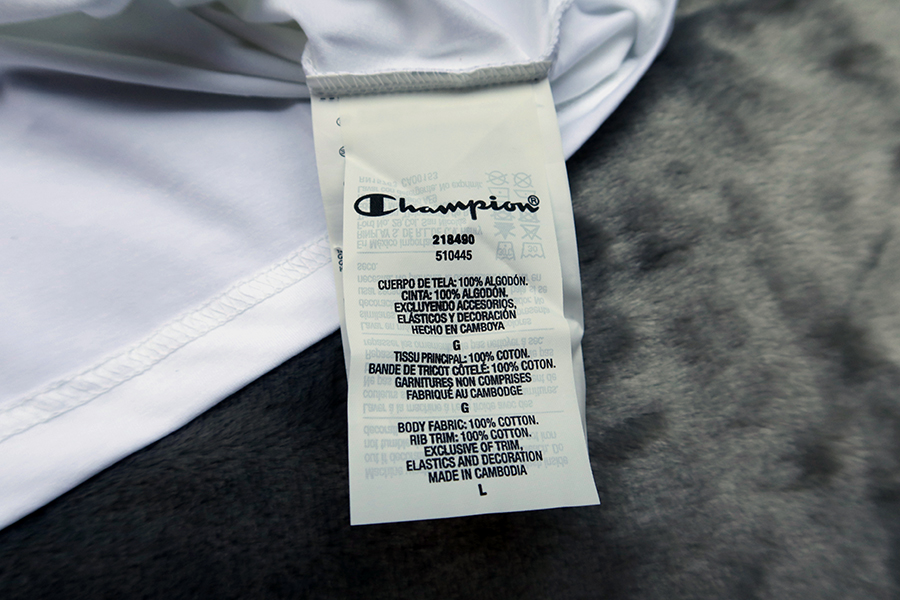 Champion®
218490
510445
CUERPO DE TELA: 100% ALGODÓN.
CINTA: 100% ALGODÓN.
EXCLUYENDO ACCESORIOS,
ELÁSTICOS Y DECORACIÓN
HECHO EN CAMBOYA
G
TISSU PRINCIPAL: 100% COTON.
BANDE DE TRICOT CÔTELÉ: 100% COTON.
GARNITURES NON COMPRISES
FABRIQUÉ AU CAMBODGE
G
BODY FABRIC: 100% COTTON.
RIB TRIM: 100% COTTON.
EXCLUSIVE OF TRIM,
ELASTICS AND DECORATION
MADE IN CAMBODIA
L